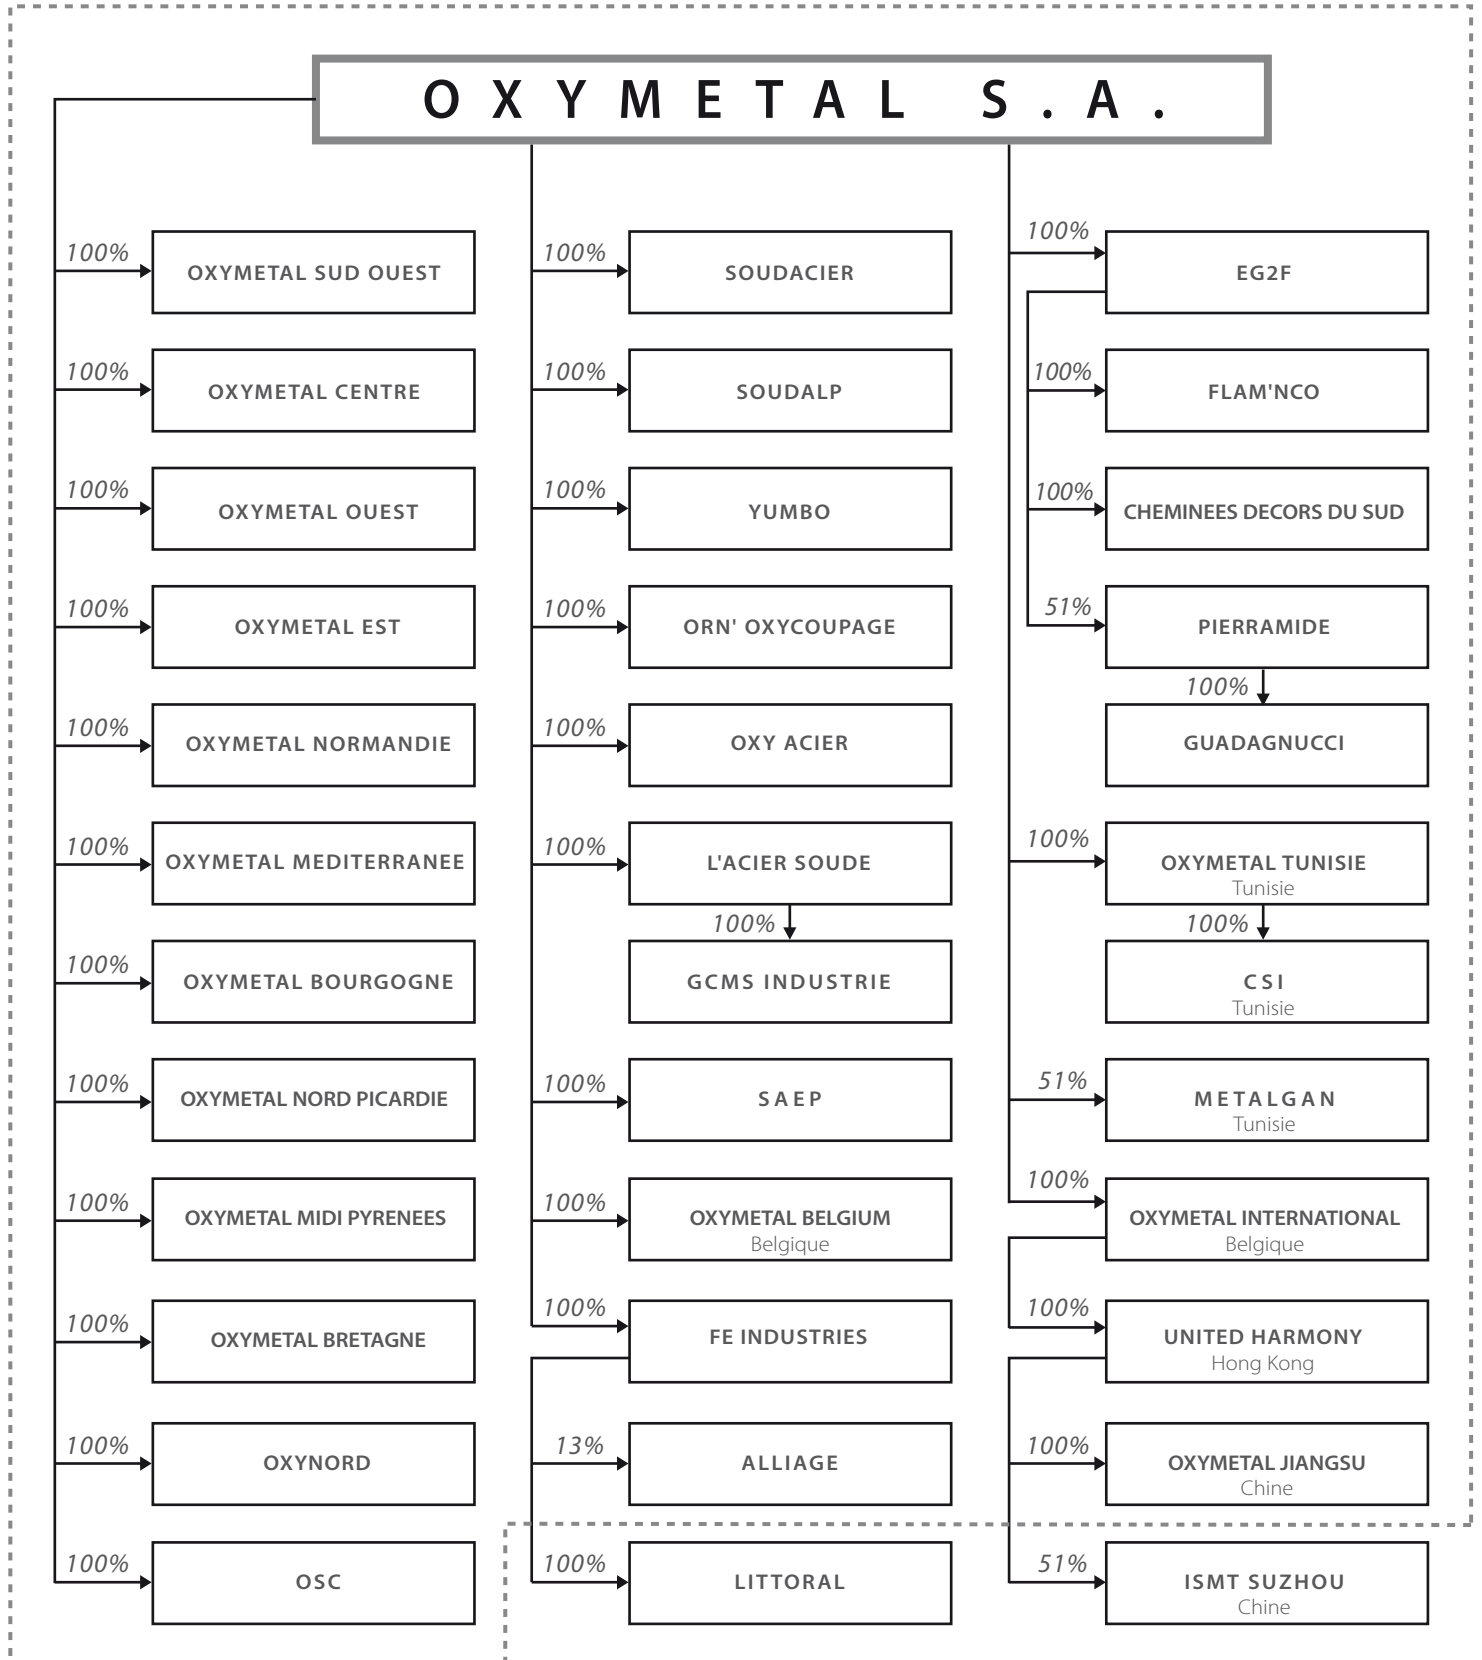 OXYMETAL S.A.
100%
OXYMETAL SUD OUEST
100%
OXYMETAL CENTRE
100%
OXYMETAL OUEST
100%
OXYMETAL EST
100%
OXYMETAL NORMANDIE
100%
OXYMETAL MEDITERRANEE
100%
OXYMETAL BOURGOGNE
100%
OXYMETAL NORD PICARDIE
100%
OXYMETAL MIDI PYRENEES
100%
OXYMETAL BRETAGNE
100%
OXYNORD
100%
OSC
100%
SOUDACIER
100%
SOUDALP
100%
YUMBO
100%
ORN' OXYCOUPAGE
100%
OXY ACIER
100%
L'ACIER SOUDE
100%
GCMS INDUSTRIE
100%
SAEP
100%
OXYMETAL BELGIUM
Belgique
100%
FE INDUSTRIES
13%
ALLIAGE
100%
LITTORAL
100%
EG2F
100%
FLAM'NCO
100%
CHEMINEES DECORS DU SUD
51%
PIERRAMIDE
100%
GUADAGNUCCI
100%
OXYMETAL TUNISIE
Tunisie
100%
CSI
Tunisie
51%
METALGAN
Tunisie
100%
OXYMETAL INTERNATIONAL
Belgique
100%
UNITED HARMONY
Hong Kong
100%
OXYMETAL JIANGSU
Chine
51%
ISMT SUZHOU
Chine